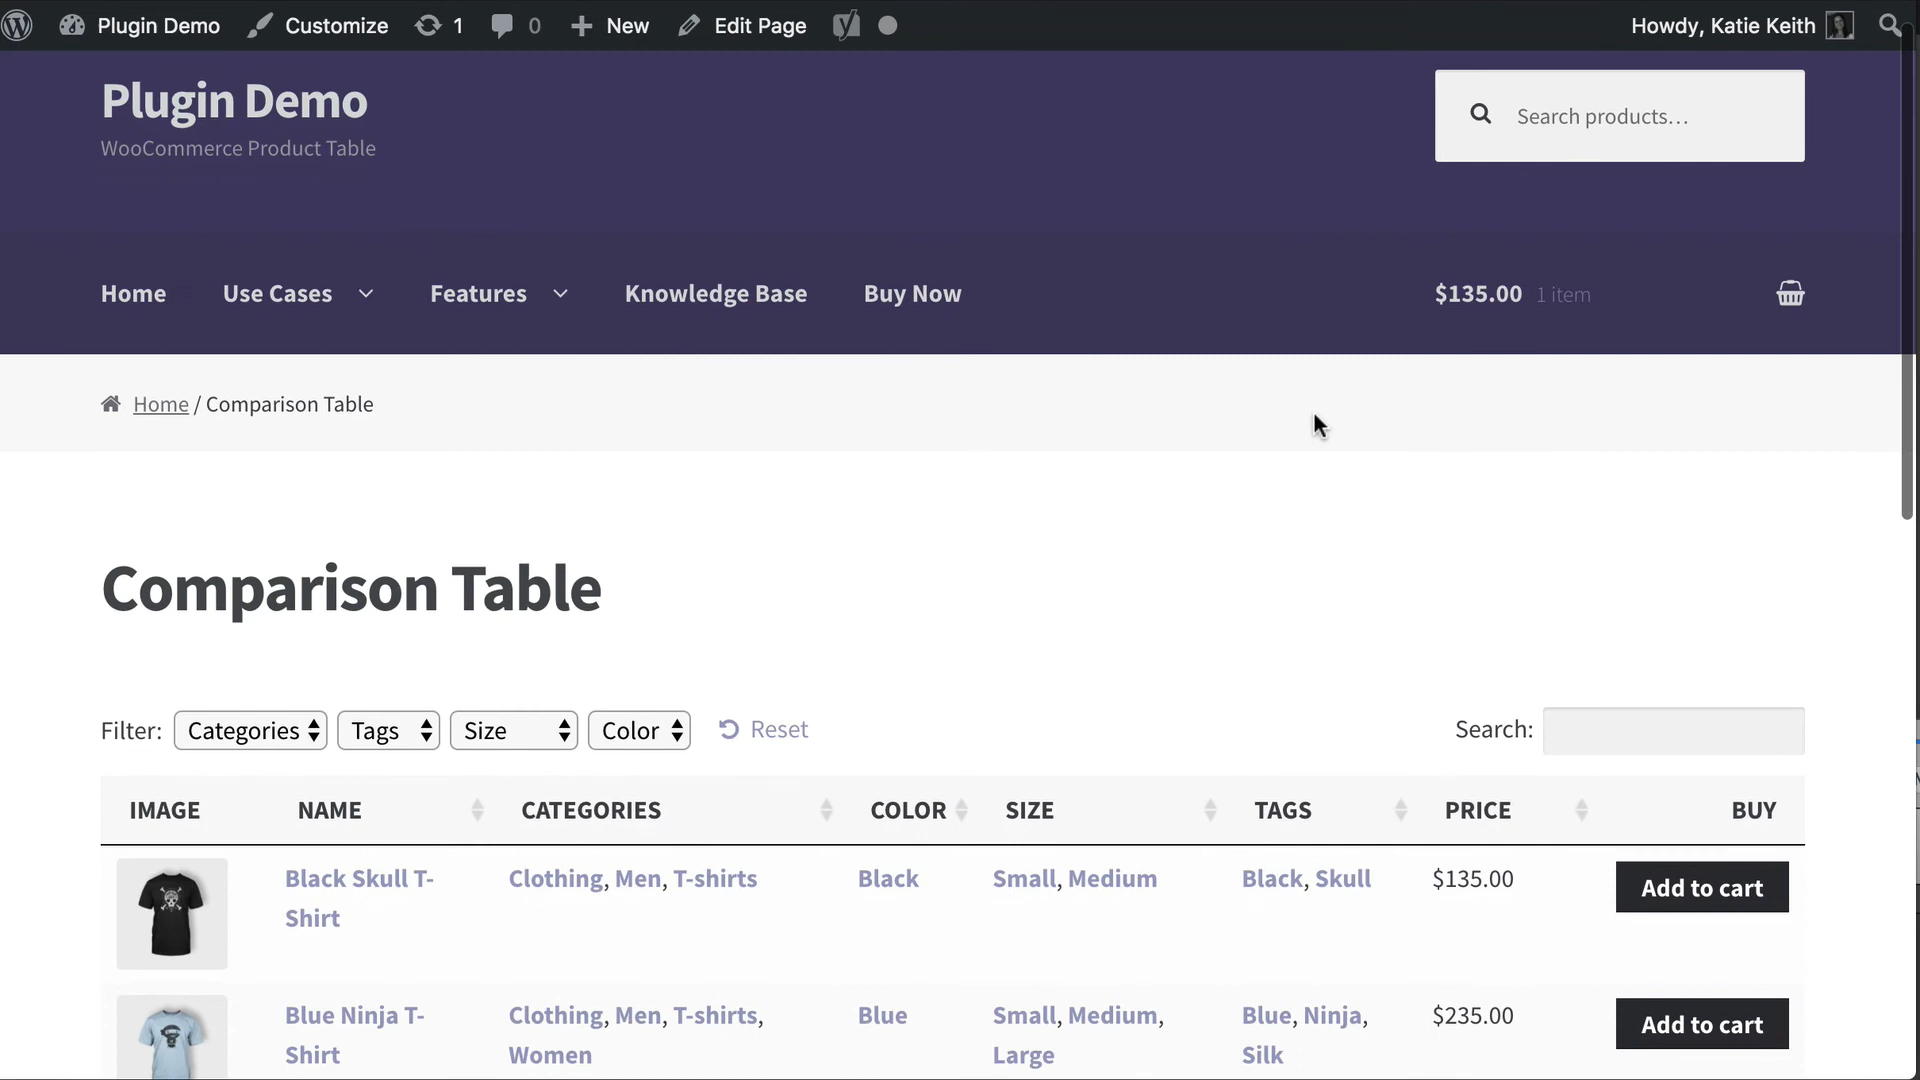 Plugin Demo Customize 1 0 New Edit Page Howdy, Katie Keith
Plugin Demo
WooCommerce Product Table
Search products…
Home Use Cases Features Knowledge Base Buy Now $135.00 1 item
Home / Comparison Table
Comparison Table
Filter: Categories Tags Size Color Reset Search:
IMAGE NAME CATEGORIES COLOR SIZE TAGS PRICE BUY
Black Skull T- Clothing, Men, T-shirts Black Small, Medium Black, Skull $135.00 Add to cart
Shirt
Blue Ninja T- Clothing, Men, T-shirts, Blue Small, Medium, Blue, Ninja, $235.00 Add to cart
Shirt Women Large Silk